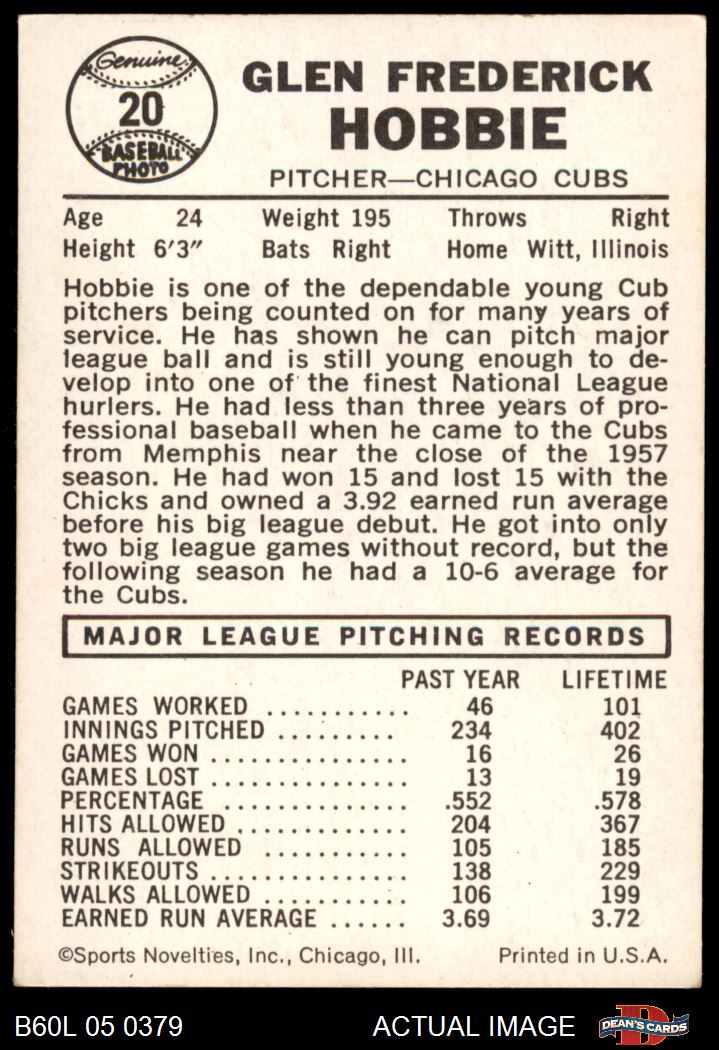 Genuine
20
BASEBALL
PHOTO
GLEN FREDERICK
HOBBIE
PITCHER—CHICAGO CUBS
Age 24 Weight 195 Throws Right
Height 6'3" Bats Right Home Witt, Illinois
Hobbie is one of the dependable young Cub
pitchers being counted on for many years of
service. He has shown he can pitch major
league ball and is still young enough to de-
velop into one of the finest National League
hurlers. He had less than three years of pro-
fessional baseball when he came to the Cubs
from Memphis near the close of the 1957
season. He had won 15 and lost 15 with the
Chicks and owned a 3.92 earned run average
before his big league debut. He got into only
two big league games without record, but the
following season he had a 10-6 average for
the Cubs.
MAJOR LEAGUE PITCHING RECORDS
PAST YEAR LIFETIME
GAMES WORKED ........... 46 101
INNINGS PITCHED ......... 234 402
GAMES WON ............... 16 26
GAMES LOST ............... 13 19
PERCENTAGE .............. .552 .578
HITS ALLOWED ............. 204 367
RUNS ALLOWED ............ 105 185
STRIKEOUTS ............... 138 229
WALKS ALLOWED ........... 106 199
EARNED RUN AVERAGE ...... 3.69 3.72
©Sports Novelties, Inc., Chicago, Ill. Printed in U.S.A.
B60L 05 0379 ACTUAL IMAGE DEAN'S CARDS